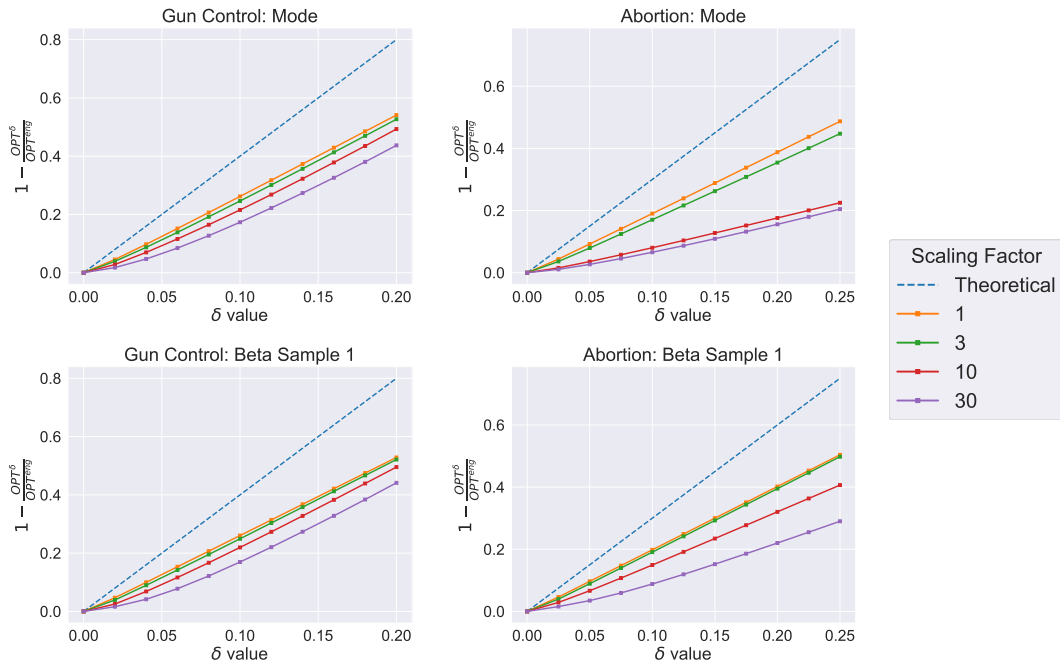 Gun Control: Mode
0.8
0.6
0.4
0.2
0.0
1 − OPT^δ / OPT^eng
0.00 0.05 0.10 0.15 0.20
δ value
Abortion: Mode
0.6
0.4
0.2
0.0
1 − OPT^δ / OPT^eng
0.00 0.05 0.10 0.15 0.20 0.25
δ value
Gun Control: Beta Sample 1
0.8
0.6
0.4
0.2
0.0
1 − OPT^δ / OPT^eng
0.00 0.05 0.10 0.15 0.20
δ value
Abortion: Beta Sample 1
0.6
0.4
0.2
0.0
1 − OPT^δ / OPT^eng
0.00 0.05 0.10 0.15 0.20 0.25
δ value
Scaling Factor
Theoretical
1
3
10
30